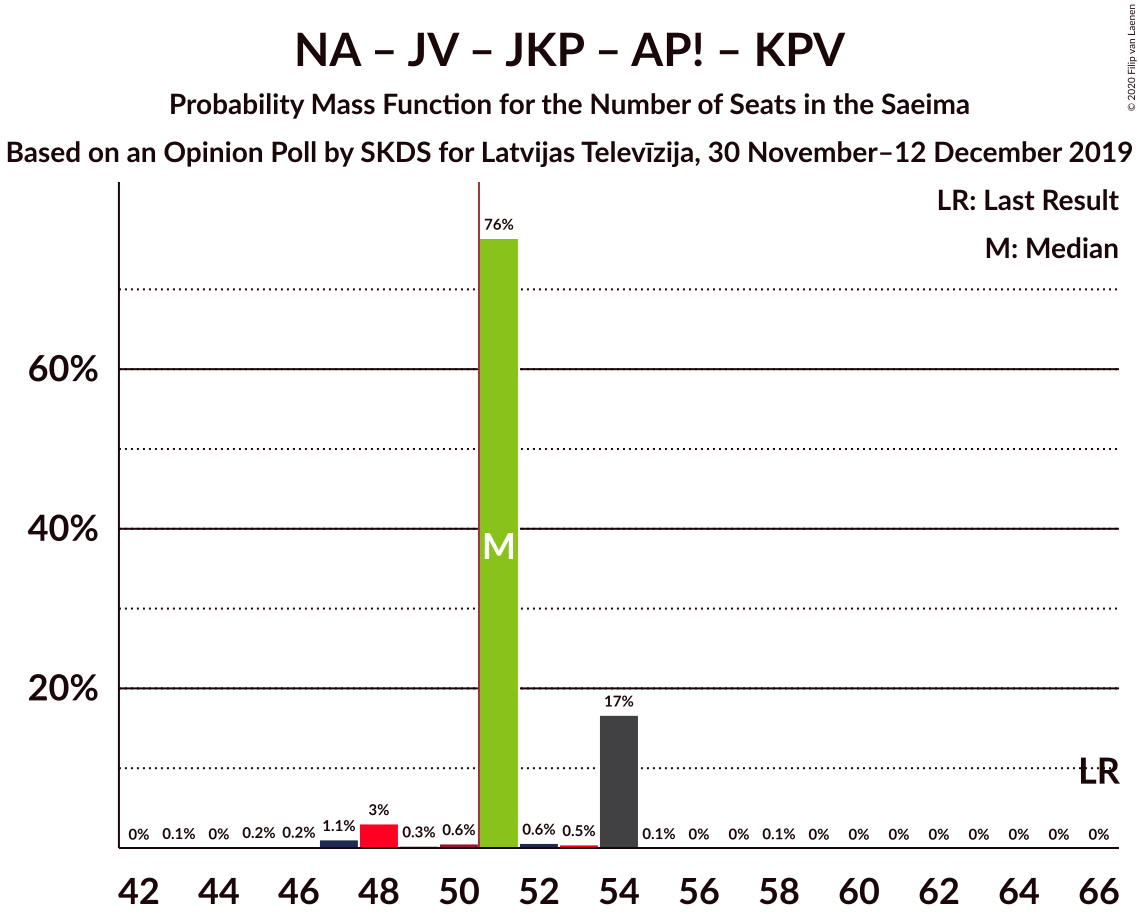 NA – JV – JKP – AP! – KPV
Probability Mass Function for the Number of Seats in the Saeima
Based on an Opinion Poll by SKDS for Latvijas Televīzija, 30 November–12 December 2019
© 2020 Filip van Laenen
LR: Last Result
M: Median
60%
40%
20%
0% 0.1% 0% 0.2% 0.2% 1.1% 3% 0.3% 0.6% 76% 0.6% 0.5% 17% 0.1% 0% 0% 0.1% 0% 0% 0% 0% 0% 0% 0% 0%
M
LR
42 44 46 48 50 52 54 56 58 60 62 64 66